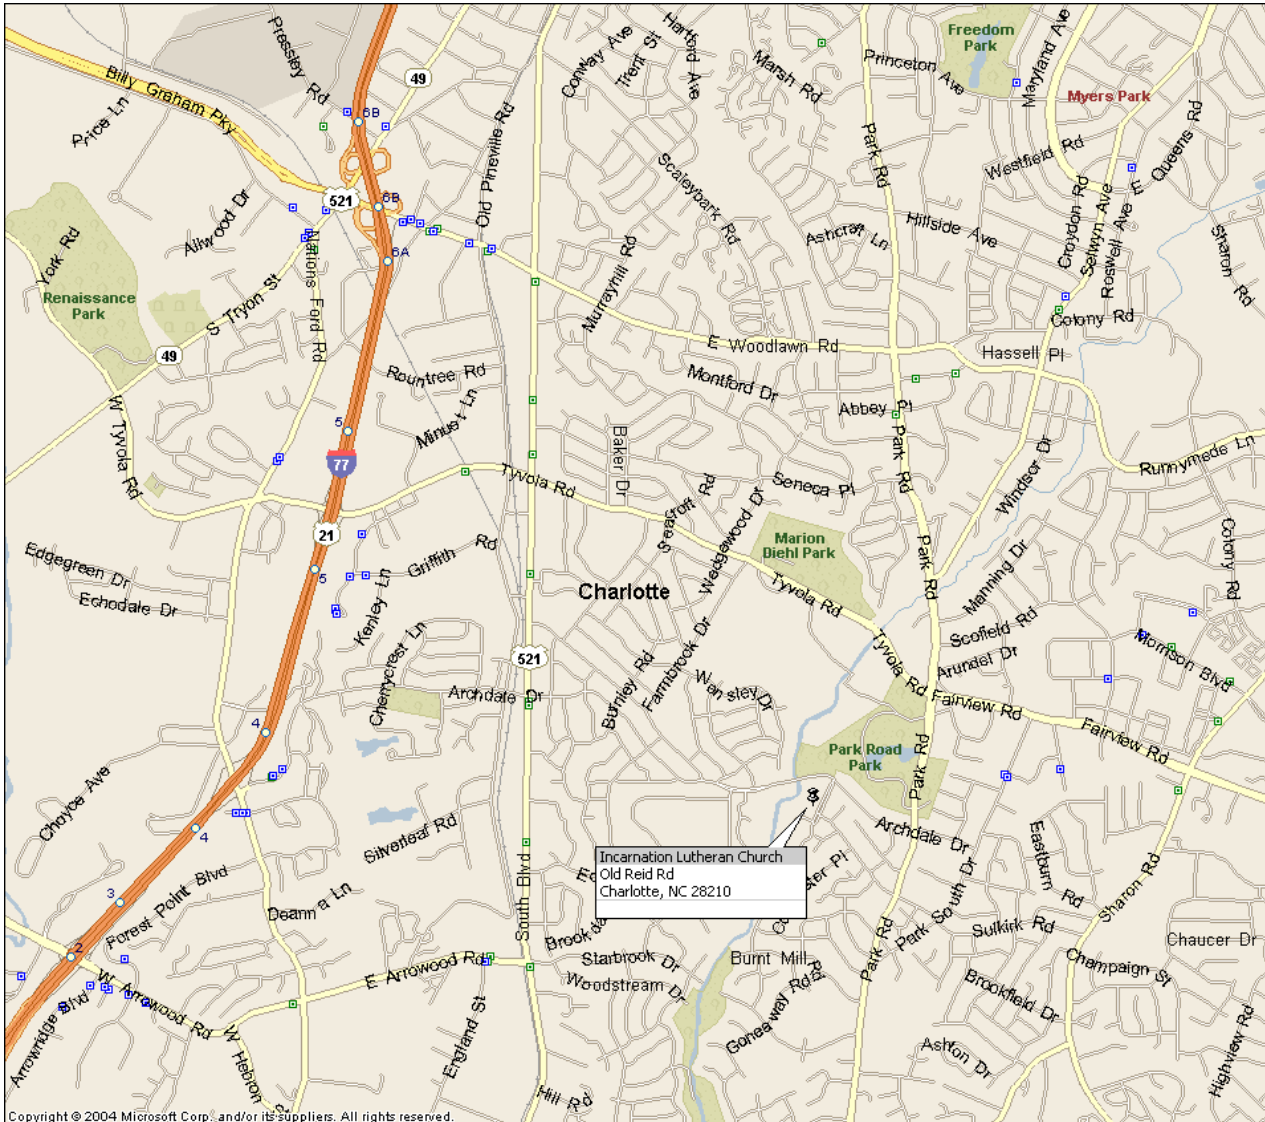 Freedom
Park
Pressley Rd
49
Conway Ave
Trent St
Hartford Ave
Marsh Rd
Princeton Ave
Maryland Ave
Myers Park
Billy Graham Pky
Price Ln
6B
Old Pineville Rd
Park Rd
Westfield Rd
Queens Rd
Scaleybark Rd
521
6B
Allwood Dr
Hillside Ave
Ashcraft Ln
Croydon Rd
Selwyn Ave
Roswell Ave
E
Sharon Rd
York Rd
Nations Ford Rd
6A
Murrayhill Rd
Renaissance
Park
S Tryon St
Colony Rd
49
E Woodlawn Rd
Hassell Pl
Rountree Rd
Montford Dr
Minuet Ln
Abbey Pl
W Tyvola Rd
5
77
Baker Dr
Park Rd
Windsor Dr
Runnymede Ln
Tyvola Rd
Seacroft Rd
Wedgewood Dr
Seneca Pl
21
Marion
Diehl Park
Colony Rd
Edgegreen Dr
Echodale Dr
5
Griffith Rd
Kenley Ln
Charlotte
Tyvola Rd
Park Rd
Manning Dr
Scofield Rd
Morrison Blvd
Cherrycrest Ln
521
Burnley Rd
Farmbrook Dr
Wensley Dr
Tyvola Rd
Arundel Dr
Archdale Dr
Fairview Rd
Fairview Rd
4
Park Road
Park
Park Rd
Choyce Ave
4
Silverleaf Rd
South Blvd
Incarnation Lutheran Church
Old Reid Rd
Charlotte, NC 28210
Archdale Dr
Eastburn Rd
Sharon Rd
3
Forest Point Blvd
Deanna Ln
Park South Dr
Sulkirk Rd
Chaucer Dr
2
W Arrowood Rd
E Arrowood Rd
Starbrook Dr
Burnt Mill Rd
Park Rd
Champaign St
Woodstream Dr
Brookfield Dr
Arrowridge Blvd
W Hebron St
England St
Goneaway Rd
Ashton Dr
Highview Rd
Hill Rd
Copyright © 2004 Microsoft Corp. and/or its suppliers. All rights reserved.